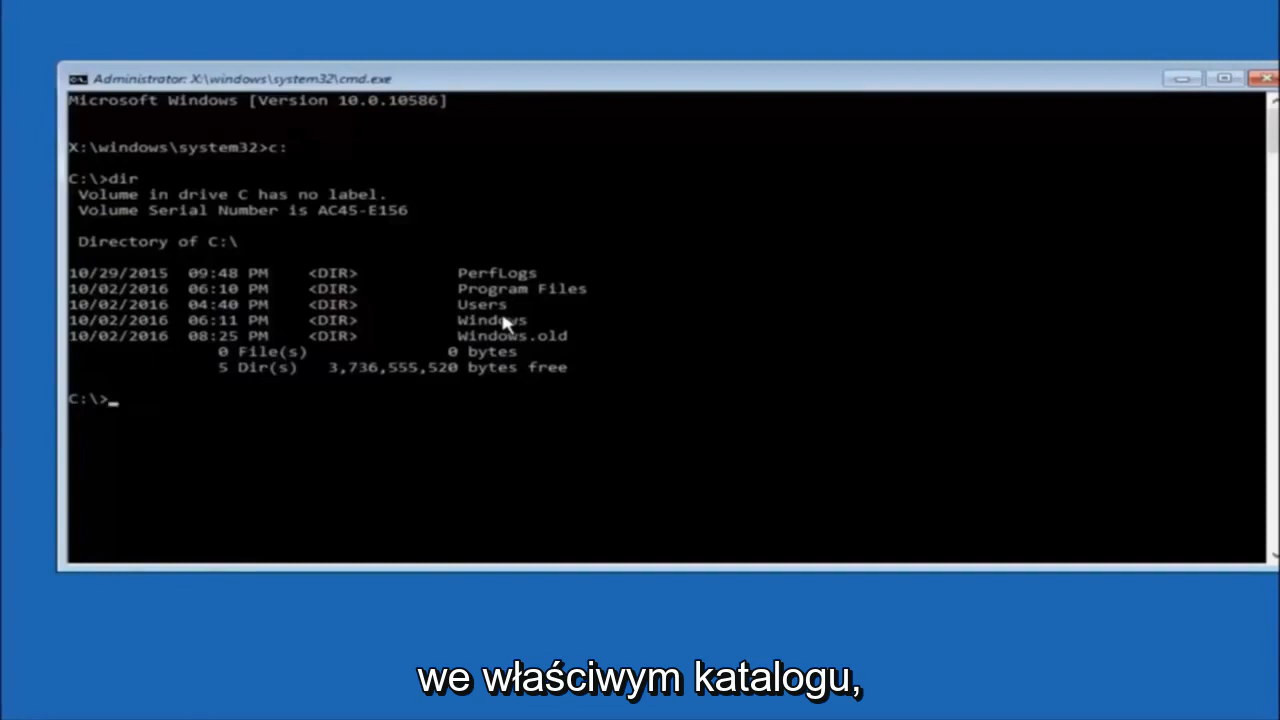 Administrator: X:\windows\system32\cmd.exe
Microsoft Windows [Version 10.0.10586]
X:\windows\system32>c:
C:\>dir
Volume in drive C has no label.
Volume Serial Number is AC45-E156
Directory of C:\
10/29/2015 09:48 PM <DIR> PerfLogs
10/02/2016 06:10 PM <DIR> Program Files
10/02/2016 04:40 PM <DIR> Users
10/02/2016 06:11 PM <DIR> Windows
10/02/2016 08:25 PM <DIR> Windows.old
0 File(s) 0 bytes
5 Dir(s) 3,736,555,520 bytes free
C:\>_
we właściwym katalogu,